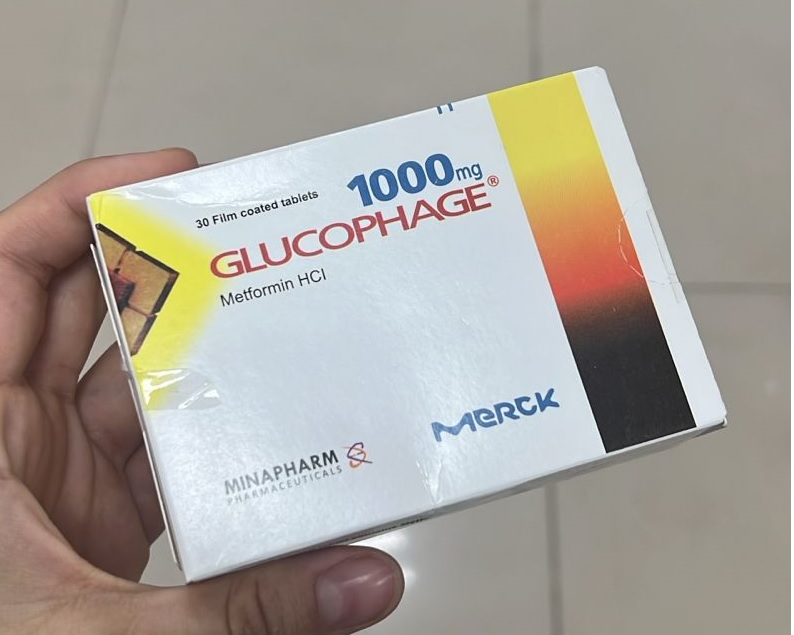 30 Film coated tablets
1000mg
GLUCOPHAGE®
Metformin HCl
MERCK
MINAPHARM
PHARMACEUTICALS